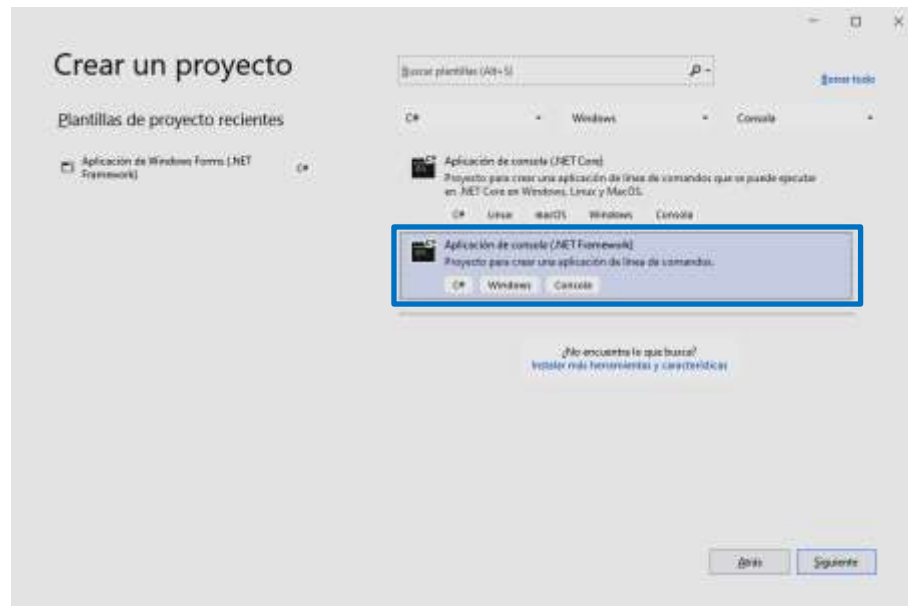 Crear un proyecto
Plantillas de proyecto recientes
Aplicación de Windows Forms (.NET
Framework)
C#
Buscar plantillas (Alt+S)
Borrar todo
C#
Windows
Consola
Aplicación de consola (.NET Core)
Proyecto para crear una aplicación de línea de comandos que se puede ejecutar
en .NET Core en Windows, Linux y MacOS.
C# Linux macOS Windows Consola
Aplicación de consola (.NET Framework)
Proyecto para crear una aplicación de línea de comandos.
C# Windows Consola
¿No encuentra lo que busca?
Instalar más herramientas y características
Atrás
Siguiente